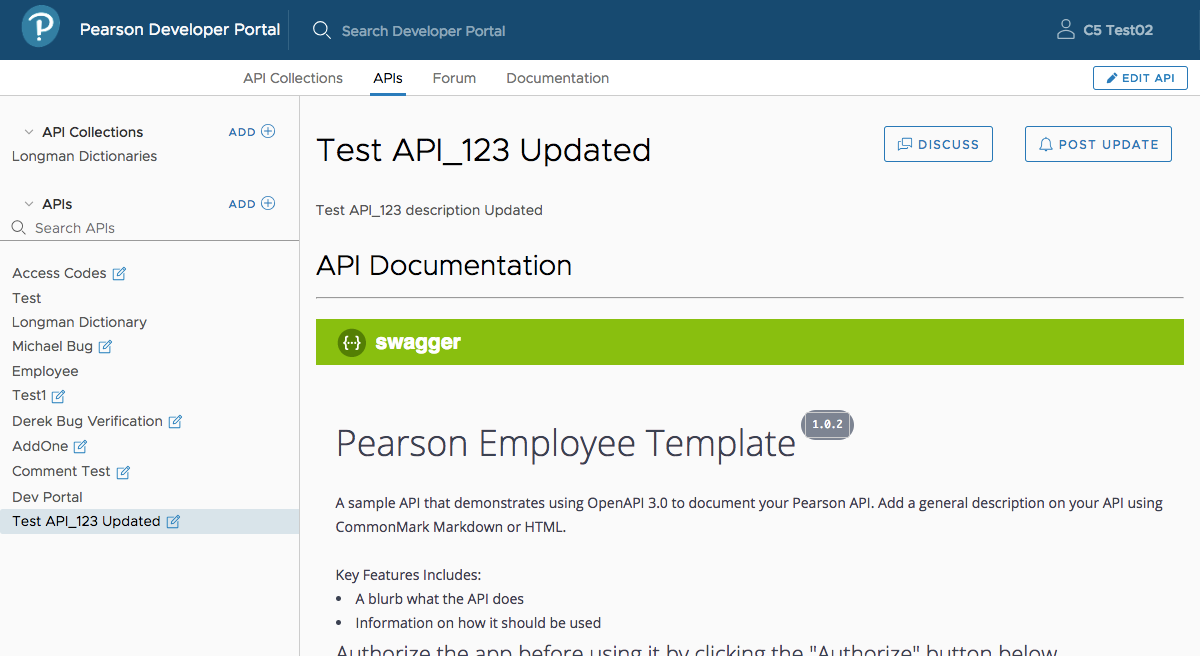 Pearson Developer Portal
Search Developer Portal
C5 Test02
API Collections
APIs
Forum
Documentation
EDIT API
API Collections
ADD
Longman Dictionaries
APIs
ADD
Search APIs
Access Codes
Test
Longman Dictionary
Michael Bug
Employee
Test1
Derek Bug Verification
AddOne
Comment Test
Dev Portal
Test API_123 Updated
Test API_123 Updated
DISCUSS
POST UPDATE
Test API_123 description Updated
API Documentation
{··} swagger
Pearson Employee Template 1.0.2
A sample API that demonstrates using OpenAPI 3.0 to document your Pearson API. Add a general description on your API using
CommonMark Markdown or HTML.
Key Features Includes:
• A blurb what the API does
• Information on how it should be used
Authorize the app before using it by clicking the "Authorize" button below